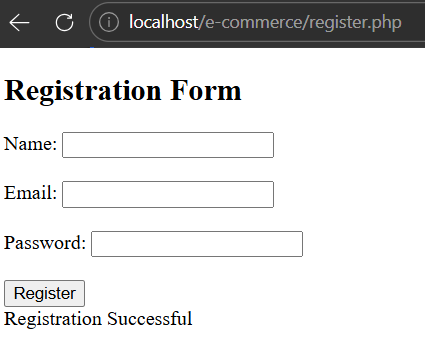 localhost/e-commerce/register.php
Registration Form
Name:
Email:
Password:
Register
Registration Successful